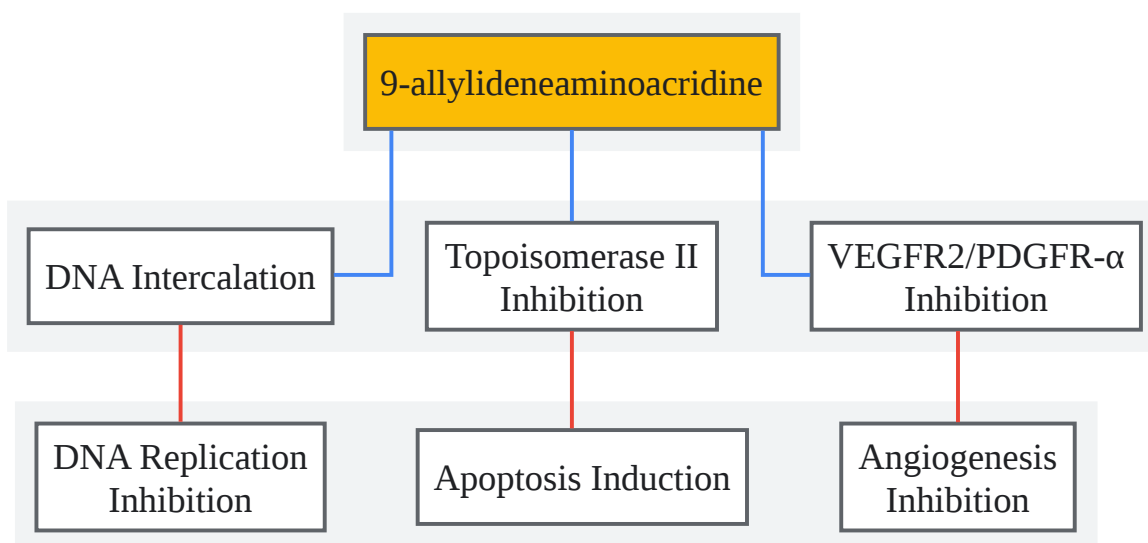 9-allylideneaminoacridine
DNA Intercalation
Topoisomerase II
Inhibition
VEGFR2/PDGFR-α
Inhibition
DNA Replication
Inhibition
Apoptosis Induction
Angiogenesis
Inhibition